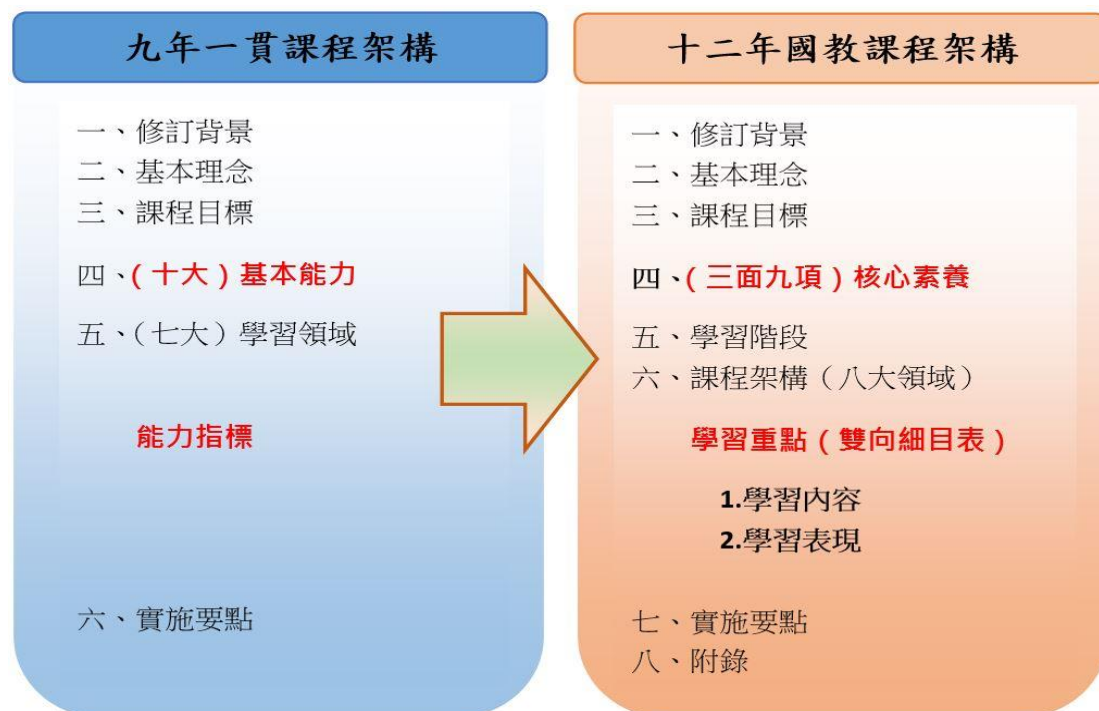 九年一貫課程架構
一、修訂背景
二、基本理念
三、課程目標
四、(十大)基本能力
五、(七大)學習領域
能力指標
六、實施要點
十二年國教課程架構
一、修訂背景
二、基本理念
三、課程目標
四、(三面九項)核心素養
五、學習階段
六、課程架構(八大領域)
學習重點(雙向細目表)
1.學習內容
2.學習表現
七、實施要點
八、附錄